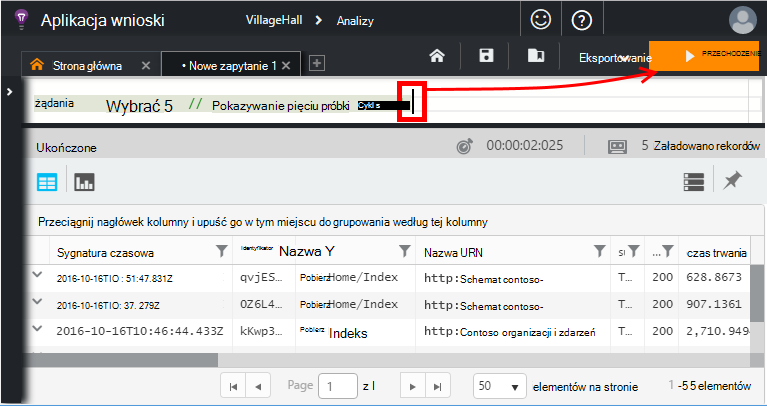 Aplikacja wnioski VillageHall Analizy
Strona główna • Nowe zapytanie 1 Eksportowanie PRZECHODZENIE
żądania Wybrać 5 // Pokazywanie pięciu próbki Cykl s
Ukończone 00:00:02:025 5 Załadowano rekordów
Przeciągnij nagłówek kolumny i upuść go w tym miejscu do grupowania według tej kolumny
Sygnatura czasowa Identyfikator Nazwa Y Nazwa URN ... czas trwania
2016-10-16TIO : 51:47.831Z qvjES... Pobierz Home/Index http: Schemat contoso- T... 200 628.8673
2016-10-16TIO: 37. 279Z 0Z6L4... Pobierz Home/Index http: Schemat contoso- T... 200 907.1361
2016-10-16T10:46:44.433Z kKwp3... Pobierz Indeks http: Contoso organizacji i zdarzeń T... 200 2,710.949
Page 1 z I 50 elementów na stronie 1 -55 elementów